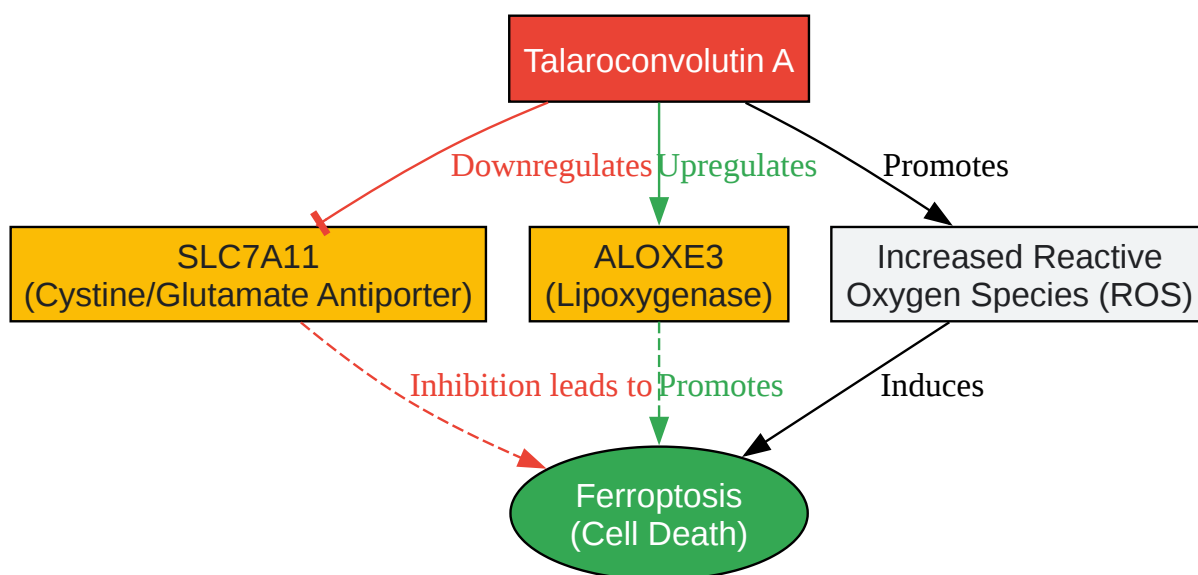 Talaroconvolutin A
Downregulates
Upregulates
Promotes
SLC7A11
(Cystine/Glutamate Antiporter)
ALOXE3
(Lipoxygenase)
Increased Reactive
Oxygen Species (ROS)
Inhibition leads to
Promotes
Induces
Ferroptosis
(Cell Death)